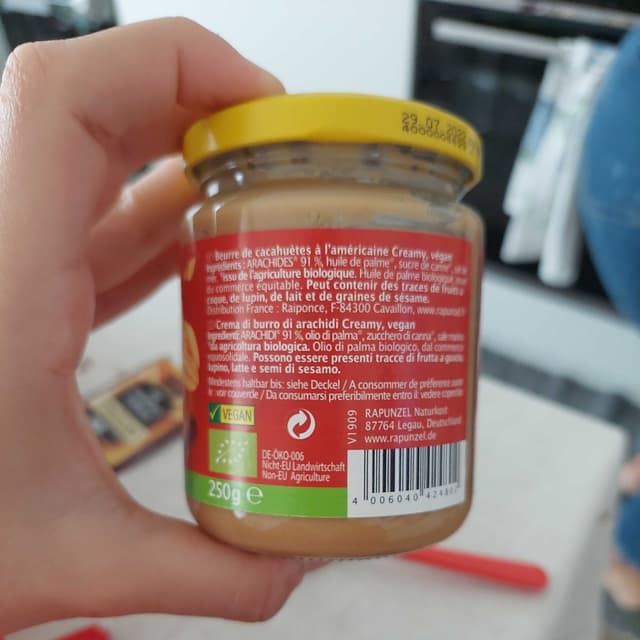 29 07 2022
Beurre de cacahuètes à l'américaine Creamy, végan
Ingrédients: ARACHIDES* 91 %, huile de palme*, sucre de canne*, sel de
*Issu de l'agriculture biologique. Huile de palme biologique, issue
du commerce équitable. Peut contenir des traces de fruits à
coque, de lupin, de lait et de graines de sésame.
Distribution France : Raiponce, F-84300 Cavaillon, www.rapunzel.f
Crema di burro di arachidi Creamy, vegan
Ingredienti: ARACHIDI* 91 %, olio di palma*, zucchero di canna*, sale marino.
*da agricoltura biologica. Olio di palma biologico, dal commercio
equosolidale. Possono essere presenti tracce di frutta a guscio,
lupino, latte e semi di sesamo.
Mindestens haltbar bis: siehe Deckel / A consommer de préférence avant
le: voir couvercle / Da consumarsi preferibilmente entro il: vedere coperchio
VEGAN
DE-ÖKO-006
Nicht-EU Landwirtschaft
Non-EU Agriculture
250g e
V1909
RAPUNZEL Naturkost
87764 Legau, Deutschland
www.rapunzel.de
4 006040 4248